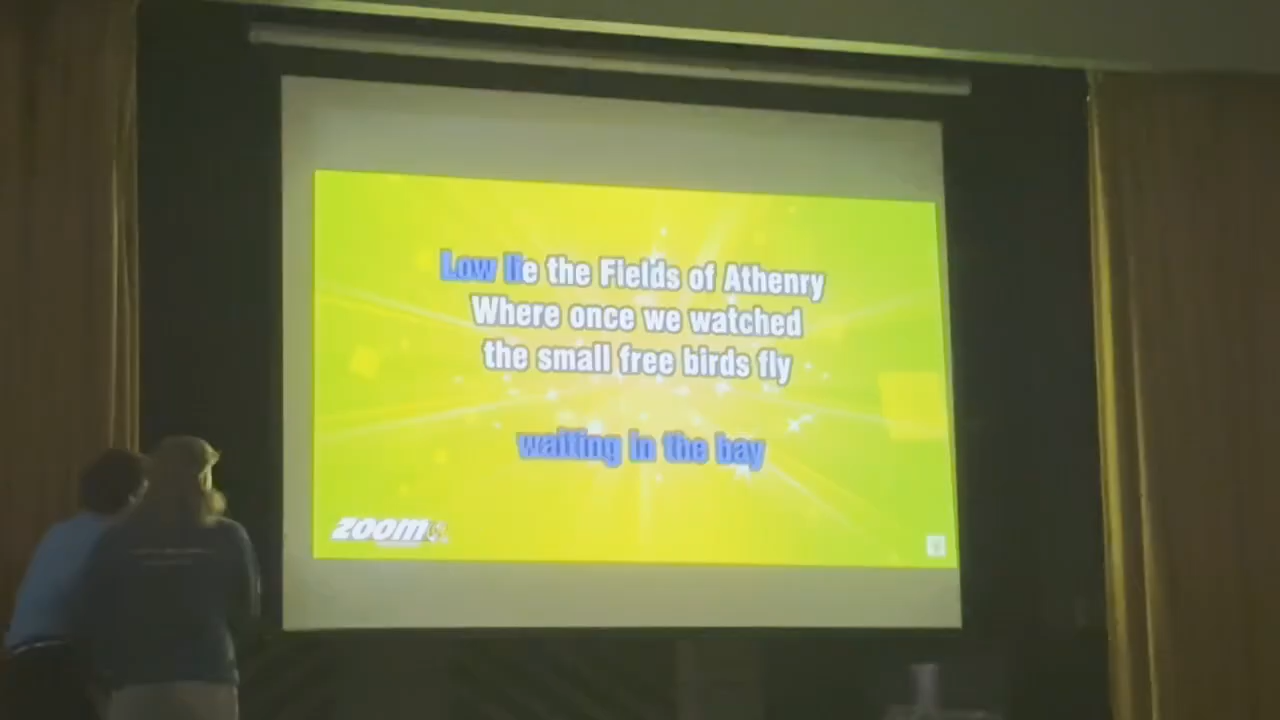 Low lie the Fields of Athenry
Where once we watched
the small free birds fly
waiting in the bay
zoom